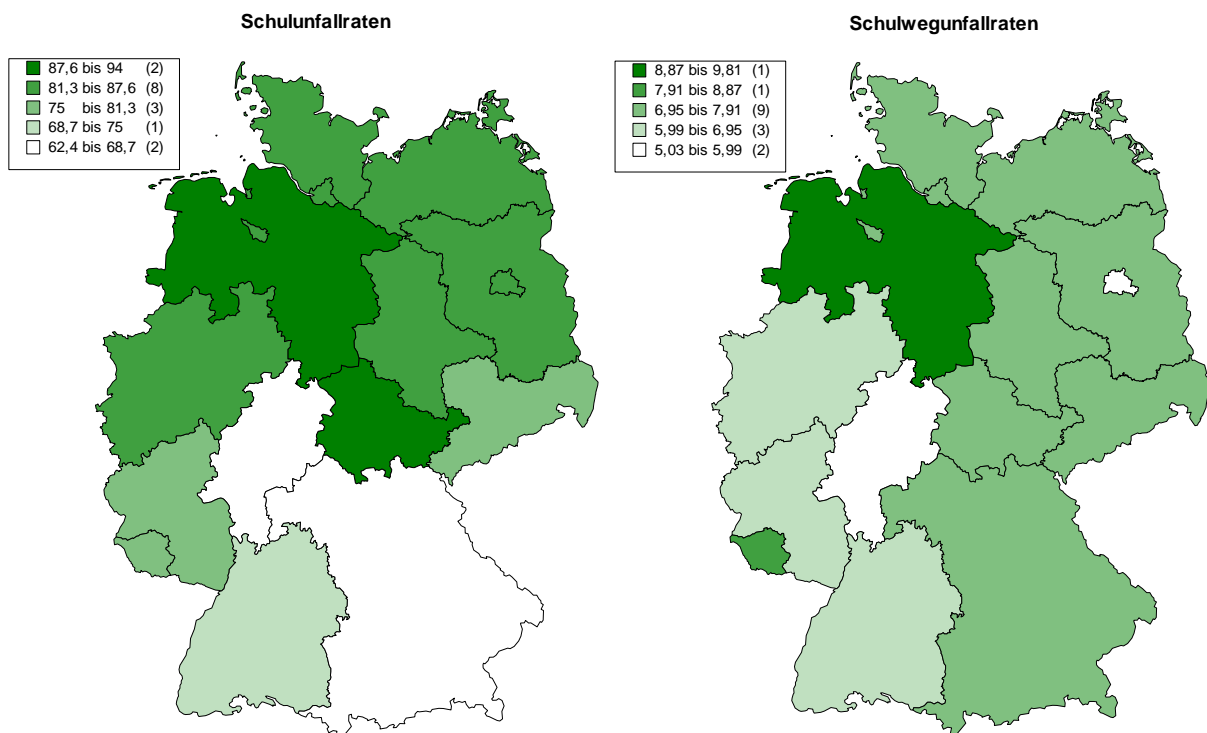 Schulunfallraten
87,6 bis 94 (2)
81,3 bis 87,6 (8)
75 bis 81,3 (3)
68,7 bis 75 (1)
62,4 bis 68,7 (2)
Schulwegunfallraten
8,87 bis 9,81 (1)
7,91 bis 8,87 (1)
6,95 bis 7,91 (9)
5,99 bis 6,95 (3)
5,03 bis 5,99 (2)